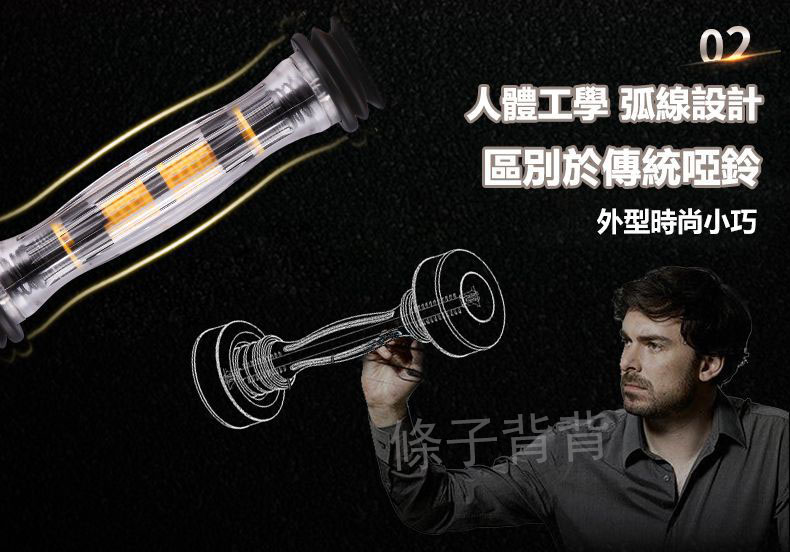 02
人體工學 弧線設計
區別於傳統啞鈴
外型時尚小巧
條子背背